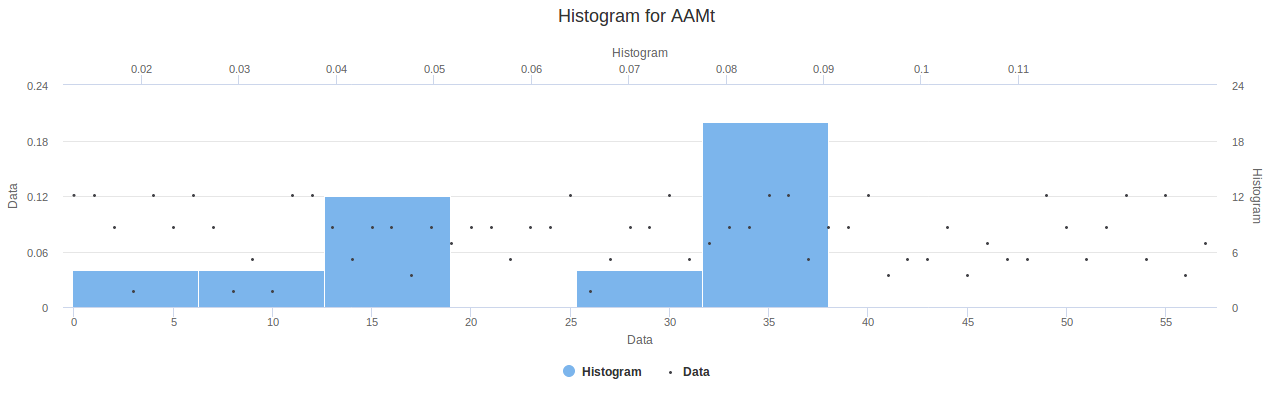 Histogram for AAMt
Histogram
0.02 0.03 0.04 0.05 0.06 0.07 0.08 0.09 0.1 0.11
0.24 24
0.18 18
Data Histogram
0.12 12
0.06 6
0 0
0 5 10 15 20 25 30 35 40 45 50 55
Data
Histogram Data